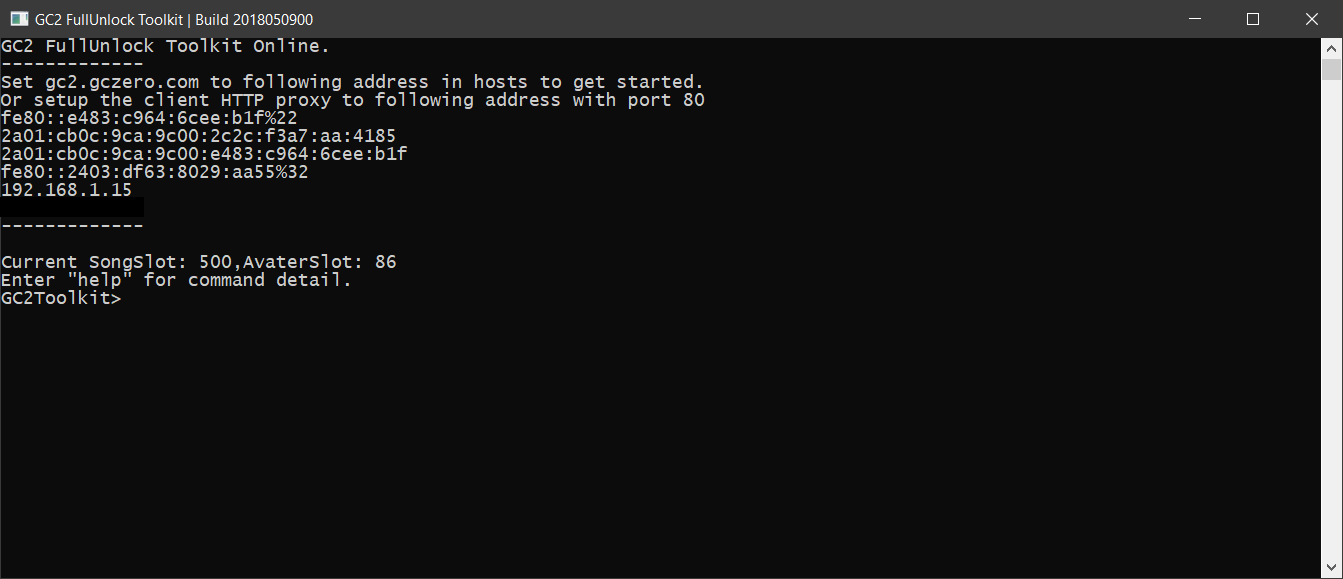 GC2 FullUnlock Toolkit | Build 2018050900
GC2 FullUnlock Toolkit Online.
-------------
Set gc2.gczero.com to following address in hosts to get started.
Or setup the client HTTP proxy to following address with port 80
fe80::e483:c964:6cee:b1f%22
2a01:cb0c:9ca:9c00:2c2c:f3a7:aa:4185
2a01:cb0c:9ca:9c00:e483:c964:6cee:b1f
fe80::2403:df63:8029:aa55%32
192.168.1.15
-------------
Current SongSlot: 500,AvaterSlot: 86
Enter "help" for command detail.
GC2Toolkit>